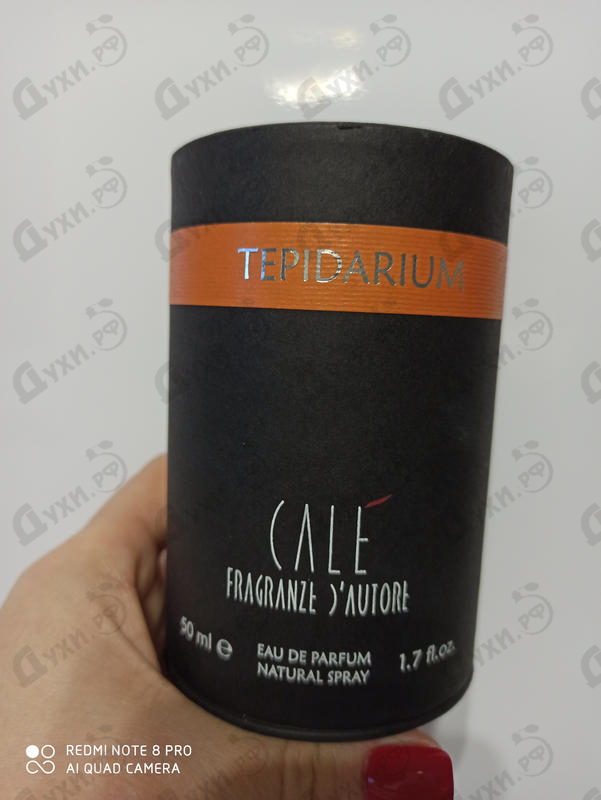 TEPIDARIUM
CALÉ
FRAGRANZE D'AUTORE
50 ml e
EAU DE PARFUM
NATURAL SPRAY
1.7 fl.oz.
REDMI NOTE 8 PRO
AI QUAD CAMERA
Духи.рф